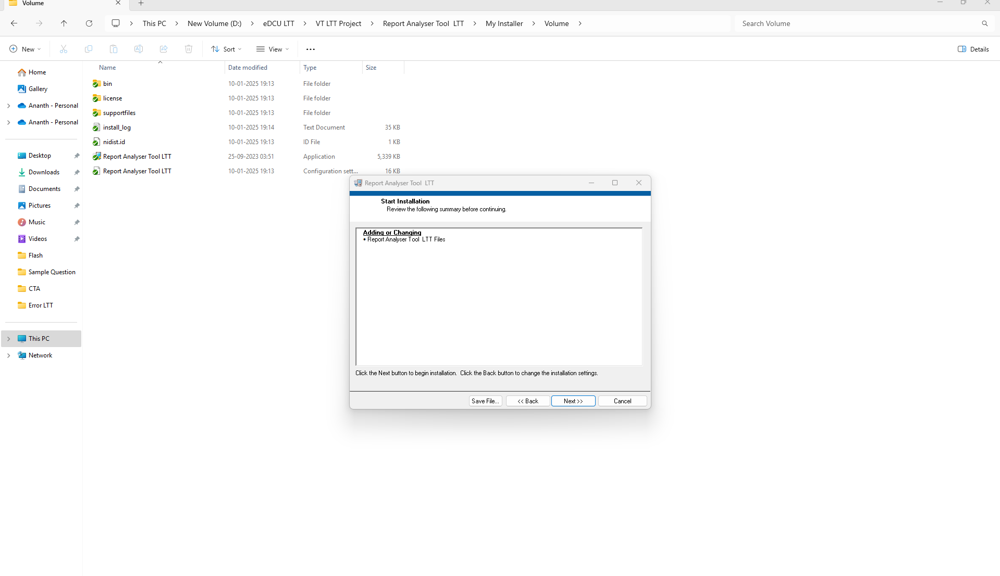 Volume
This PC > New Volume (D:) > eDCU LTT > VT LTT Project > Report Analyser Tool LTT > My Installer > Volume >
Search Volume
New
Sort
View
Details
Name Date modified Type Size
bin 10-01-2025 19:13 File folder
license 10-01-2025 19:13 File folder
supportfiles 10-01-2025 19:13 File folder
install_log 10-01-2025 19:14 Text Document 35 KB
nidist.id 10-01-2025 19:13 ID File 1 KB
Report Analyser Tool LTT 25-09-2023 03:51 Application 5,339 KB
Report Analyser Tool LTT 10-01-2025 19:13 Configuration sett... 16 KB
Home
Gallery
Ananth - Personal
Ananth - Personal
Desktop
Downloads
Documents
Pictures
Music
Videos
Flash
Sample Question
CTA
Error LTT
This PC
Network
Report Analyser Tool LTT
Start Installation
Review the following summary before continuing.
Adding or Changing
• Report Analyser Tool LTT Files
Click the Next button to begin installation. Click the Back button to change the installation settings.
Save File...
<< Back
Next >>
Cancel